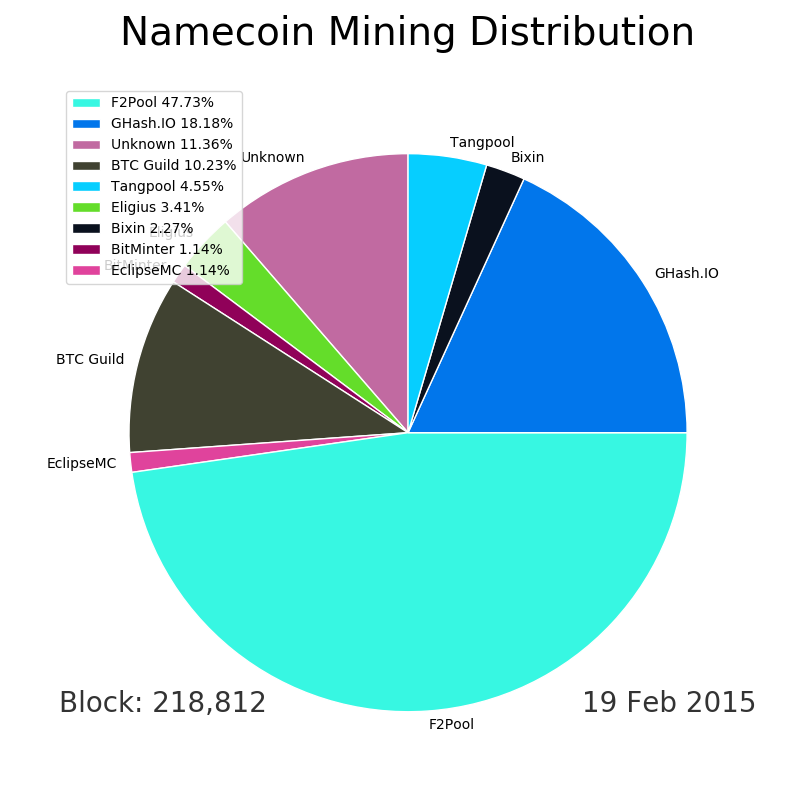 Namecoin Mining Distribution
F2Pool 47.73%
GHash.IO 18.18%
Unknown 11.36%
BTC Guild 10.23%
Tangpool 4.55%
Eligius 3.41%
Bixin 2.27%
BitMinter 1.14%
EclipseMC 1.14%
Tangpool
Unknown
Bixin
Eligius
BitMinter
GHash.IO
BTC Guild
EclipseMC
Block: 218,812
19 Feb 2015
F2Pool